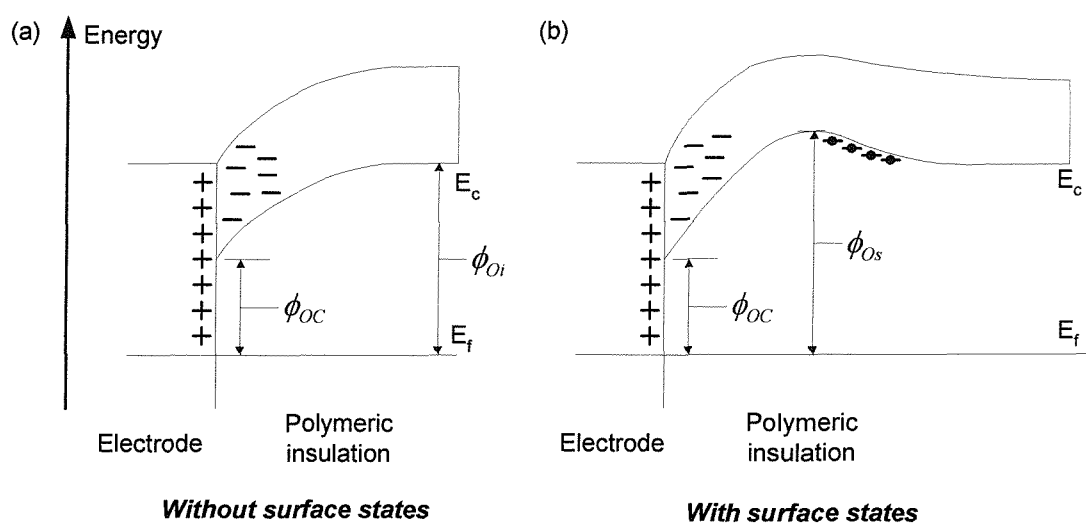 (a)
Energy
E_c
ϕ_Oi
ϕ_OC
E_f
Electrode
Polymeric
insulation
Without surface states
(b)
E_c
ϕ_Os
ϕ_OC
E_f
Electrode
Polymeric
insulation
With surface states